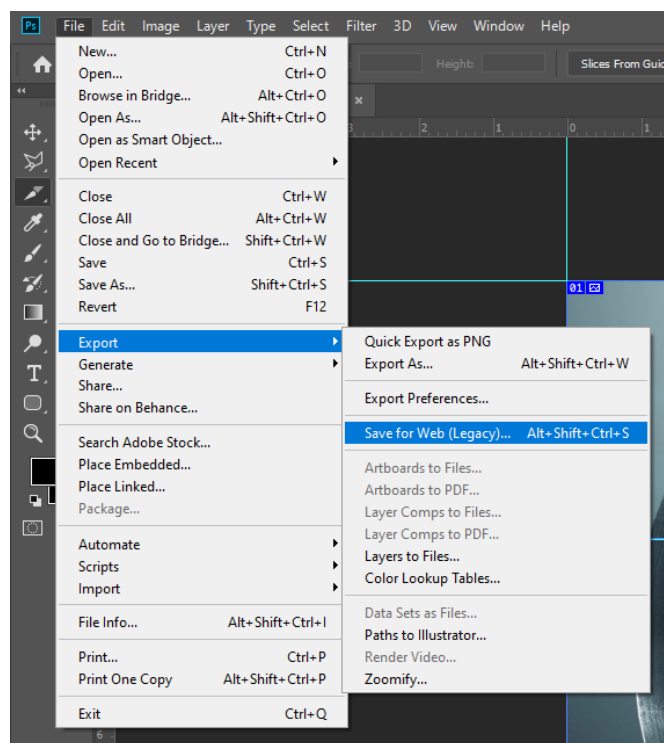 Ps File Edit Image Layer Type Select Filter 3D View Window Help
Height: Slices From Guid
New... Ctrl+N
Open... Ctrl+O
Browse in Bridge... Alt+Ctrl+O
Open As... Alt+Shift+Ctrl+O
Open as Smart Object...
Open Recent
Close Ctrl+W
Close All Alt+Ctrl+W
Close and Go to Bridge... Shift+Ctrl+W
Save Ctrl+S
Save As... Shift+Ctrl+S
Revert F12
Export
Generate
Share...
Share on Behance...
Search Adobe Stock...
Place Embedded...
Place Linked...
Package...
Automate
Scripts
Import
File Info... Alt+Shift+Ctrl+I
Print... Ctrl+P
Print One Copy Alt+Shift+Ctrl+P
Exit Ctrl+Q
3 2 1 0 1
01
Quick Export as PNG
Export As... Alt+Shift+Ctrl+W
Export Preferences...
Save for Web (Legacy)... Alt+Shift+Ctrl+S
Artboards to Files...
Artboards to PDF...
Layer Comps to Files...
Layer Comps to PDF...
Layers to Files...
Color Lookup Tables...
Data Sets as Files...
Paths to Illustrator...
Render Video...
Zoomify...
6